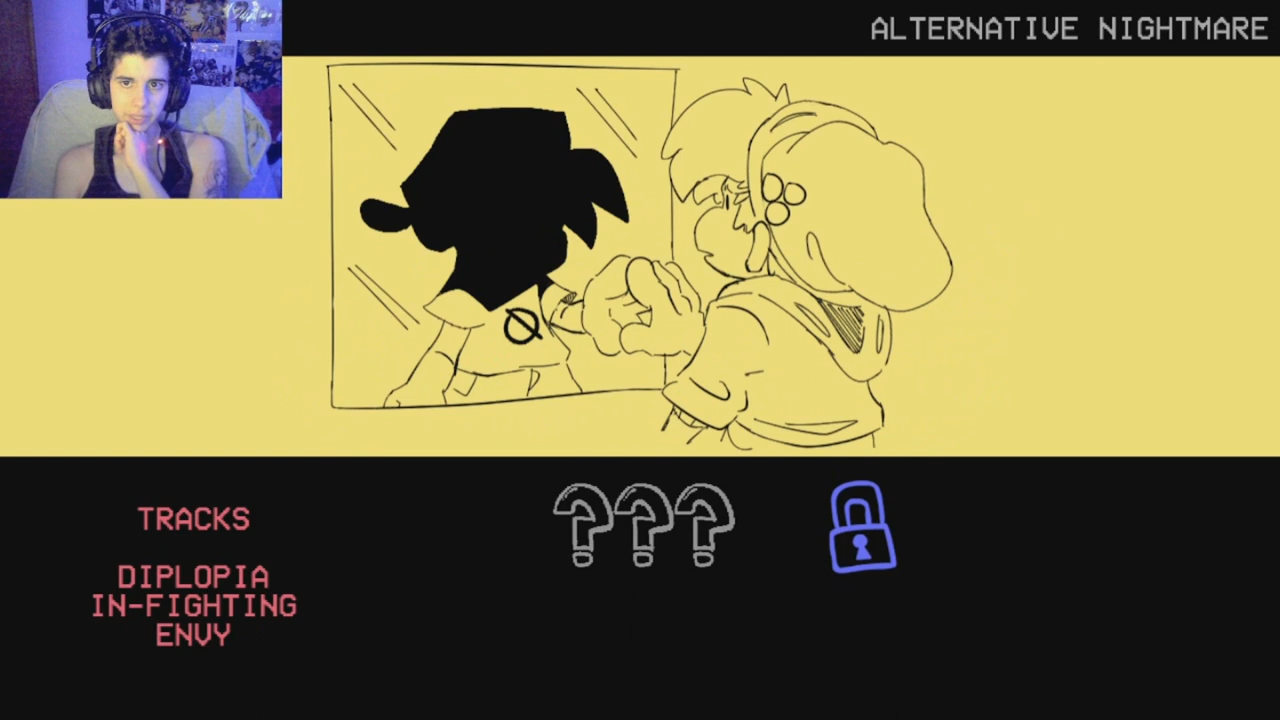 ALTERNATIVE NIGHTMARE
???
TRACKS
DIPLOPIA
IN-FIGHTING
ENVY